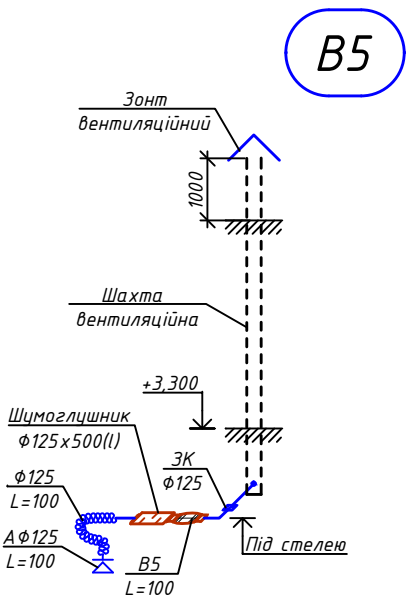 В5
Зонт
вентиляційний
1000
Шахта
вентиляційна
+3,300
Шумоглушник
Ф125х500(l)
ЗК
Ф125
Ф125
L=100
АФ125
L=100
В5
L=100
Під стелею